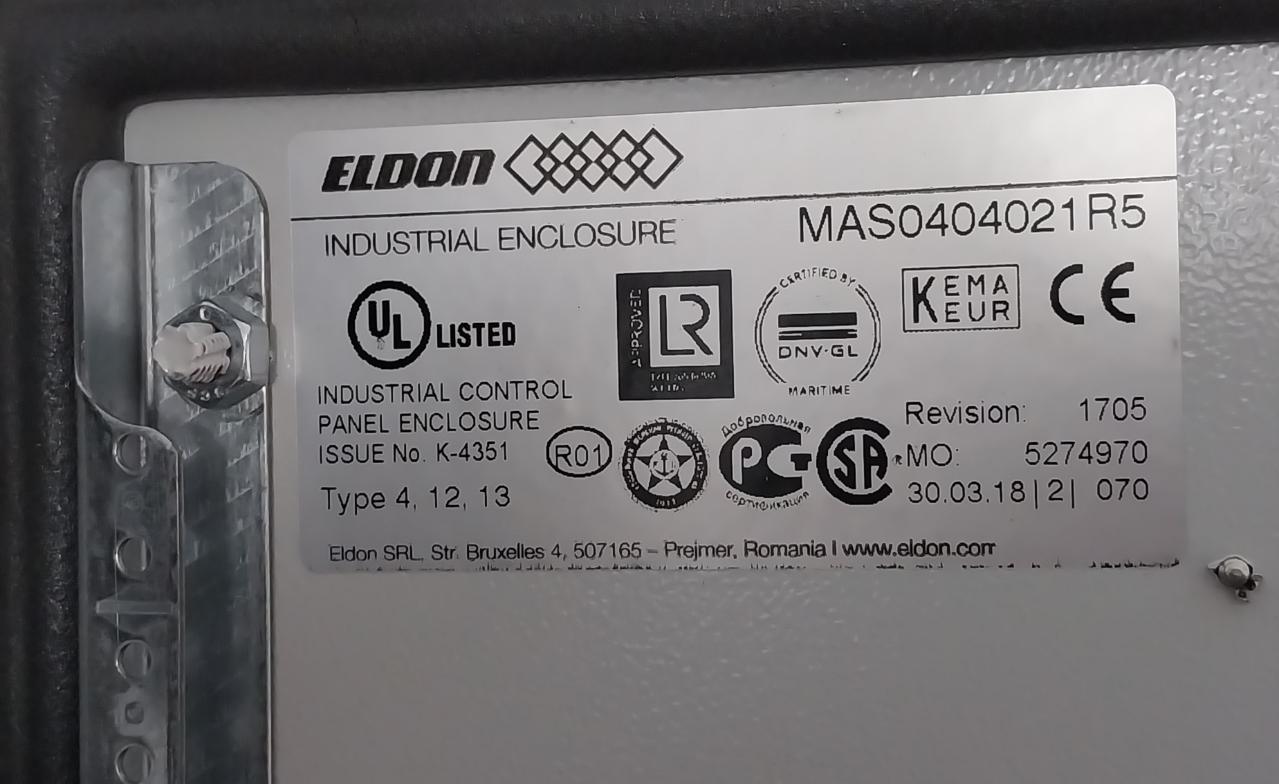 ELDON
INDUSTRIAL ENCLOSURE
MAS0404021R5
UL LISTED
APPROVED
LR
CERTIFIED BY
DNV·GL
MARITIME
KEMA
KEUR
CE
INDUSTRIAL CONTROL
PANEL ENCLOSURE
ISSUE No. K-4351
Type 4, 12, 13
R01
Добровольная
РСТ
сертификация
SA
Revision: 1705
MO: 5274970
30.03.18|2| 070
Eldon SRL, Str. Bruxelles 4, 507165 – Prejmer, Romania | www.eldon.com